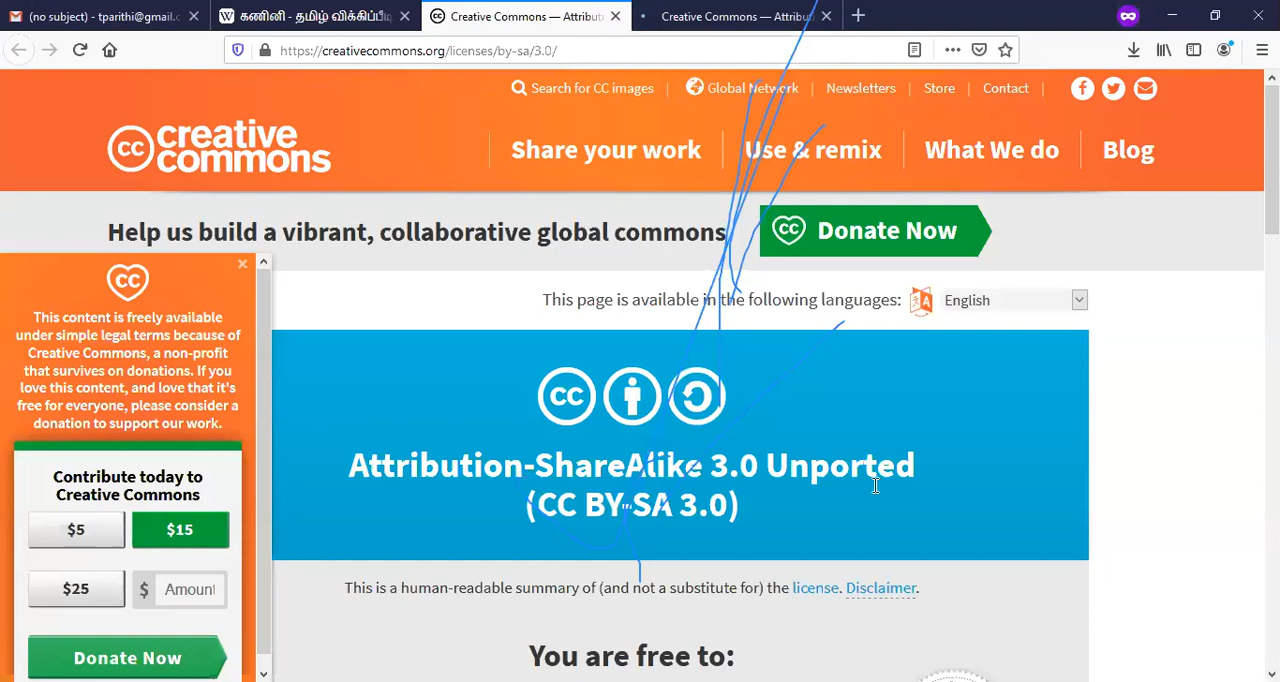 (no subject) - tparithi@gmail.c
கணினி - தமிழ் விக்கிப்பீடி
Creative Commons — Attribut
Creative Commons — Attribu
https://creativecommons.org/licenses/by-sa/3.0/
Search for CC images
Global Network
Newsletters
Store
Contact
cc creative commons
Share your work
Use & remix
What We do
Blog
Help us build a vibrant, collaborative global commons
Donate Now
This page is available in the following languages:
English
This content is freely available
under simple legal terms because of
Creative Commons, a non-profit
that survives on donations. If you
love this content, and love that it's
free for everyone, please consider a
donation to support our work.
Contribute today to
Creative Commons
$5
$15
$25
$ Amount
Donate Now
Attribution-ShareAlike 3.0 Unported
(CC BY-SA 3.0)
This is a human-readable summary of (and not a substitute for) the license. Disclaimer.
You are free to: